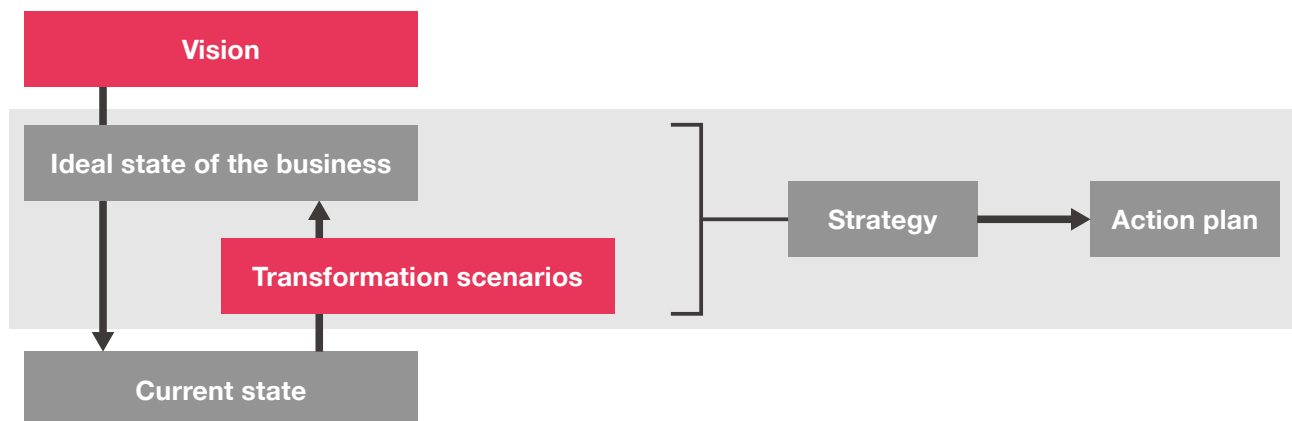 Vision
Ideal state of the business
Transformation scenarios
Current state
Strategy
Action plan